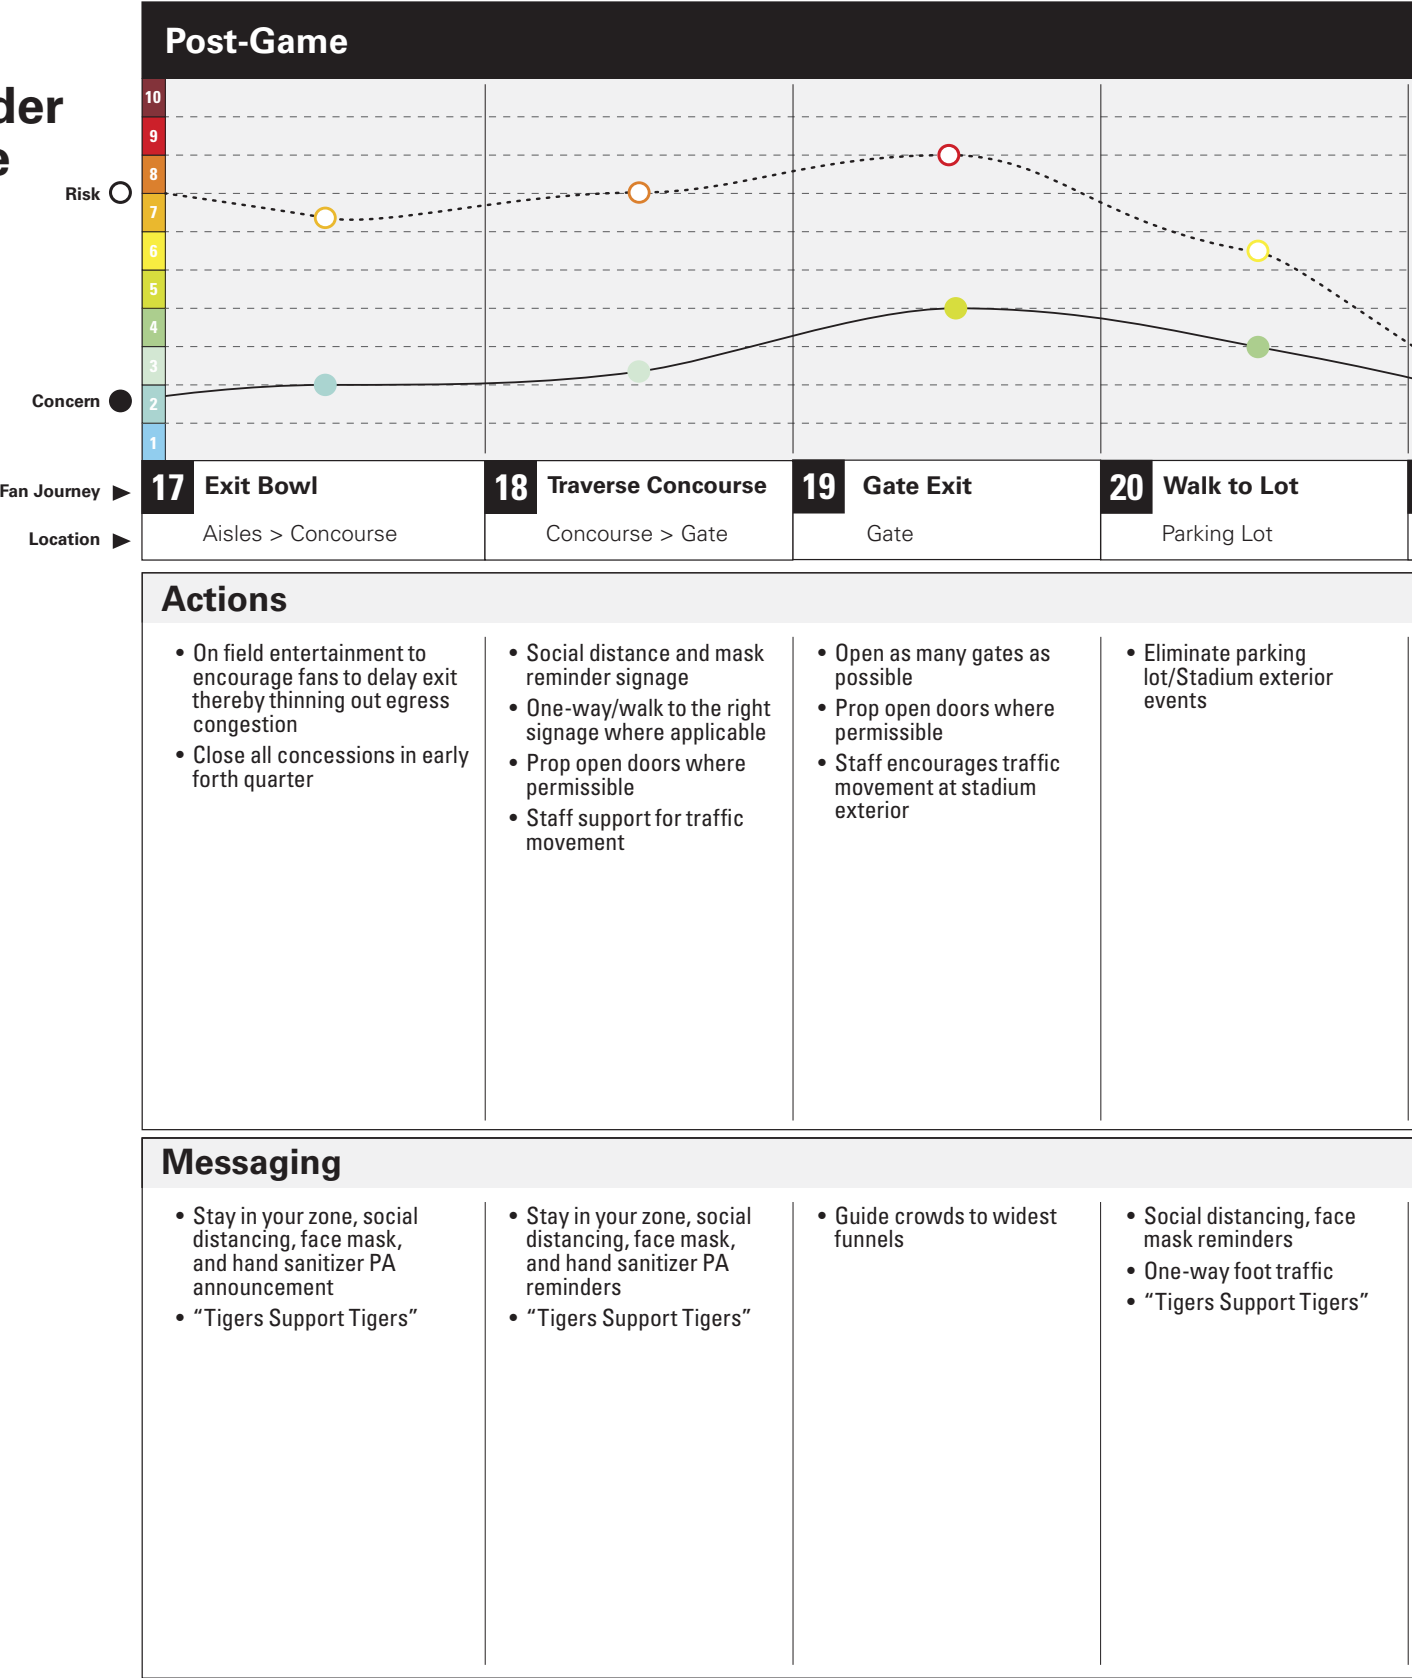 der
e
Post-Game
10
9
8
7
6
5
4
3
2
1
Risk
Concern
Fan Journey
Location
17 Exit Bowl
Aisles > Concourse
18 Traverse Concourse
Concourse > Gate
19 Gate Exit
Gate
20 Walk to Lot
Parking Lot
Actions
• On field entertainment to
encourage fans to delay exit
thereby thinning out egress
congestion
• Close all concessions in early
forth quarter
• Social distance and mask
reminder signage
• One-way/walk to the right
signage where applicable
• Prop open doors where
permissible
• Staff support for traffic
movement
• Open as many gates as
possible
• Prop open doors where
permissible
• Staff encourages traffic
movement at stadium
exterior
• Eliminate parking
lot/Stadium exterior
events
Messaging
• Stay in your zone, social
distancing, face mask,
and hand sanitizer PA
announcement
• “Tigers Support Tigers”
• Stay in your zone, social
distancing, face mask,
and hand sanitizer PA
reminders
• “Tigers Support Tigers”
• Guide crowds to widest
funnels
• Social distancing, face
mask reminders
• One-way foot traffic
• “Tigers Support Tigers”